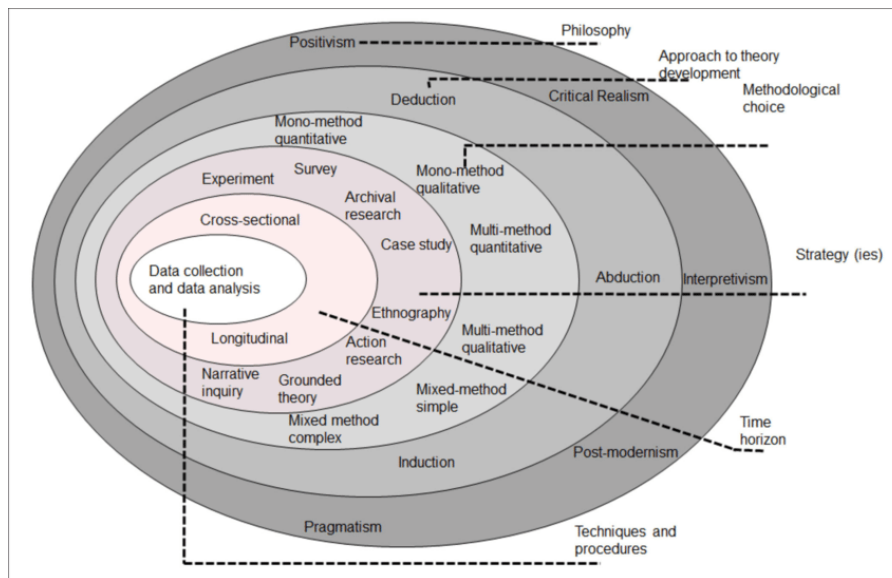 Philosophy
Positivism
Approach to theory
development
Methodological
choice
Deduction
Critical Realism
Mono-method
quantitative
Survey
Experiment
Mono-method
qualitative
Archival
research
Cross-sectional
Multi-method
quantitative
Case study
Strategy (ies)
Data collection
and data analysis
Abduction
Interpretivism
Ethnography
Longitudinal
Multi-method
qualitative
Action
research
Narrative
inquiry
Grounded
theory
Mixed-method
simple
Mixed method
complex
Time
horizon
Induction
Post-modernism
Pragmatism
Techniques and
procedures